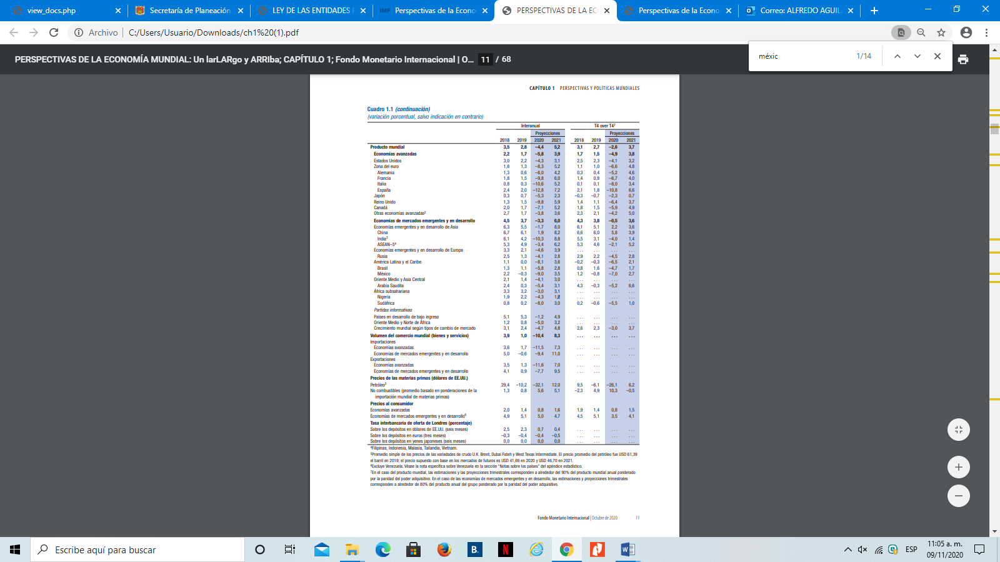 view_docs.php
Secretaría de Planeación
LEY DE LAS ENTIDADES
IMF Perspectivas de la Econo
PERSPECTIVAS DE LA EC
Perspectivas de la Econo
Correo: ALFREDO AGUIL
Archivo C:/Users/Usuario/Downloads/ch1%20(1).pdf
PERSPECTIVAS DE LA ECONOMÍA MUNDIAL: Un larLARgo y ARRIba; CAPÍTULO 1; Fondo Monetario Internacional | O... 11 / 68
méxic 1/14
CAPÍTULO 1 PERSPECTIVAS Y POLÍTICAS MUNDIALES
Cuadro 1.1 (continuación)
(variación porcentual, salvo indicación en contrario)
Interanual T4 over T4⁷
Proyecciones Proyecciones
2018 2019 2020 2021 2018 2019 2020 2021
Producto mundial 3,5 2,8 –4,4 5,2 3,1 2,7 –2,6 3,7
Economías avanzadas 2,2 1,7 –5,8 3,9 1,7 1,5 –4,9 3,8
Estados Unidos 3,0 2,2 –4,3 3,1 2,5 2,3 –4,1 3,2
Zona del euro 1,8 1,3 –8,3 5,2 1,1 1,0 –6,6 4,8
Alemania 1,3 0,6 –6,0 4,2 0,3 0,4 –5,2 4,6
Francia 1,8 1,5 –9,8 6,0 1,4 0,8 –6,7 4,0
Italia 0,8 0,3 –10,6 5,2 0,1 0,1 –8,0 3,4
España 2,4 2,0 –12,8 7,2 2,1 1,8 –10,8 6,6
Japón 0,3 0,7 –5,3 2,3 –0,3 –0,7 –2,3 0,7
Reino Unido 1,3 1,5 –9,8 5,9 1,4 1,1 –6,4 3,7
Canadá 2,0 1,7 –7,1 5,2 1,8 1,5 –5,9 4,9
Otras economías avanzadas² 2,7 1,7 –3,8 3,6 2,3 2,1 –4,2 5,0
Economías de mercados emergentes y en desarrollo 4,5 3,7 –3,3 6,0 4,3 3,8 –0,5 3,6
Economías emergentes y en desarrollo de Asia 6,3 5,5 –1,7 8,0 6,1 5,1 2,2 3,6
China 6,7 6,1 1,9 8,2 6,6 6,0 5,8 3,9
India³ 6,1 4,2 –10,3 8,8 5,5 3,1 –4,0 1,4
ASEAN–5⁴ 5,3 4,9 –3,4 6,2 5,3 4,6 –2,1 5,2
Economías emergentes y en desarrollo de Europa 3,3 2,1 –4,6 3,9 ... ... ... ...
Rusia 2,5 1,3 –4,1 2,8 2,9 2,2 –4,5 2,8
América Latina y el Caribe 1,1 0,0 –8,1 3,6 –0,2 –0,3 –6,5 2,1
Brasil 1,3 1,1 –5,8 2,8 0,8 1,6 –4,7 1,7
México 2,2 –0,3 –9,0 3,5 1,2 –0,8 –7,0 2,7
Oriente Medio y Asia Central 2,1 1,4 –4,1 3,0 ... ... ... ...
Arabia Saudita 2,4 0,3 –5,4 3,1 4,3 –0,3 –5,2 6,6
África subsahariana 3,3 3,2 –3,0 3,1 ... ... ... ...
Nigeria 1,9 2,2 –4,3 1,7 ... ... ... ...
Sudáfrica 0,8 0,2 –8,0 3,0 0,2 –0,6 –5,5 1,0
Partidas informativas
Países en desarrollo de bajo ingreso 5,1 5,3 –1,2 4,9 ... ... ... ...
Oriente Medio y Norte de África 1,2 0,8 –5,0 3,2 ... ... ... ...
Crecimiento mundial según tipos de cambio de mercado 3,1 2,4 –4,7 4,8 2,6 2,3 –3,0 3,7
Volumen del comercio mundial (bienes y servicios) 3,9 1,0 –10,4 8,3 ... ... ... ...
Importaciones
Economías avanzadas 3,6 1,7 –11,5 7,3 ... ... ... ...
Economías de mercados emergentes y en desarrollo 5,0 –0,6 –9,4 11,0 ... ... ... ...
Exportaciones
Economías avanzadas 3,5 1,3 –11,6 7,0 ... ... ... ...
Economías de mercados emergentes y en desarrollo 4,1 0,9 –7,7 9,5 ... ... ... ...
Precios de las materias primas (dólares de EE.UU.)
Petróleo⁵ 29,4 –10,2 –32,1 12,0 9,5 –6,1 –26,1 6,2
No combustibles (promedio basado en ponderaciones de la 1,3 0,8 5,6 5,1 –2,3 4,9 10,3 –0,5
importación mundial de materias primas)
Precios al consumidor
Economías avanzadas 2,0 1,4 0,8 1,6 1,9 1,4 0,8 1,5
Economías de mercados emergentes y en desarrollo⁶ 4,9 5,1 5,0 4,7 4,5 5,1 3,5 4,1
Tasa interbancaria de oferta de Londres (porcentaje)
Sobre los depósitos en dólares de EE.UU. (seis meses) 2,5 2,3 0,7 0,4 ... ... ... ...
Sobre los depósitos en euros (tres meses) –0,3 –0,4 –0,4 –0,5 ... ... ... ...
Sobre los depósitos en yenes japoneses (seis meses) 0,0 0,0 0,0 0,0 ... ... ... ...
⁴Filipinas, Indonesia, Malasia, Tailandia, Vietnam.
⁵Promedio simple de los precios de las variedades de crudo U.K. Brent, Dubai Fateh y West Texas Intermediate. El precio promedio del petróleo fue USD 61,39
el barril en 2019; el precio supuesto con base en los mercados de futuros es USD 41,69 en 2020 y USD 46,70 en 2021.
⁶Excluye Venezuela. Véase la nota específica sobre Venezuela en la sección “Notas sobre los países” del apéndice estadístico.
⁷En el caso del producto mundial, las estimaciones y las proyecciones trimestrales corresponden a alrededor del 90% del producto mundial anual ponderado
por la paridad del poder adquisitivo. En el caso de las economías de mercados emergentes y en desarrollo, las estimaciones y proyecciones trimestrales
corresponden a alrededor de 80% del producto anual del grupo ponderado por la paridad del poder adquisitivo.
Fondo Monetario Internacional | Octubre de 2020 11
Escribe aquí para buscar
B.
N
ESP
11:05 a. m.
09/11/2020